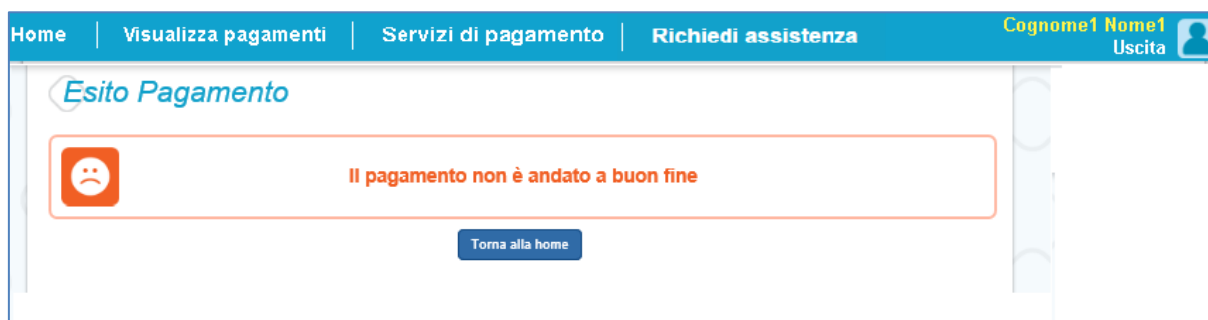 Home Visualizza pagamenti Servizi di pagamento Richiedi assistenza Cognome1 Nome1
Uscita
Esito Pagamento
Il pagamento non è andato a buon fine
Torna alla home